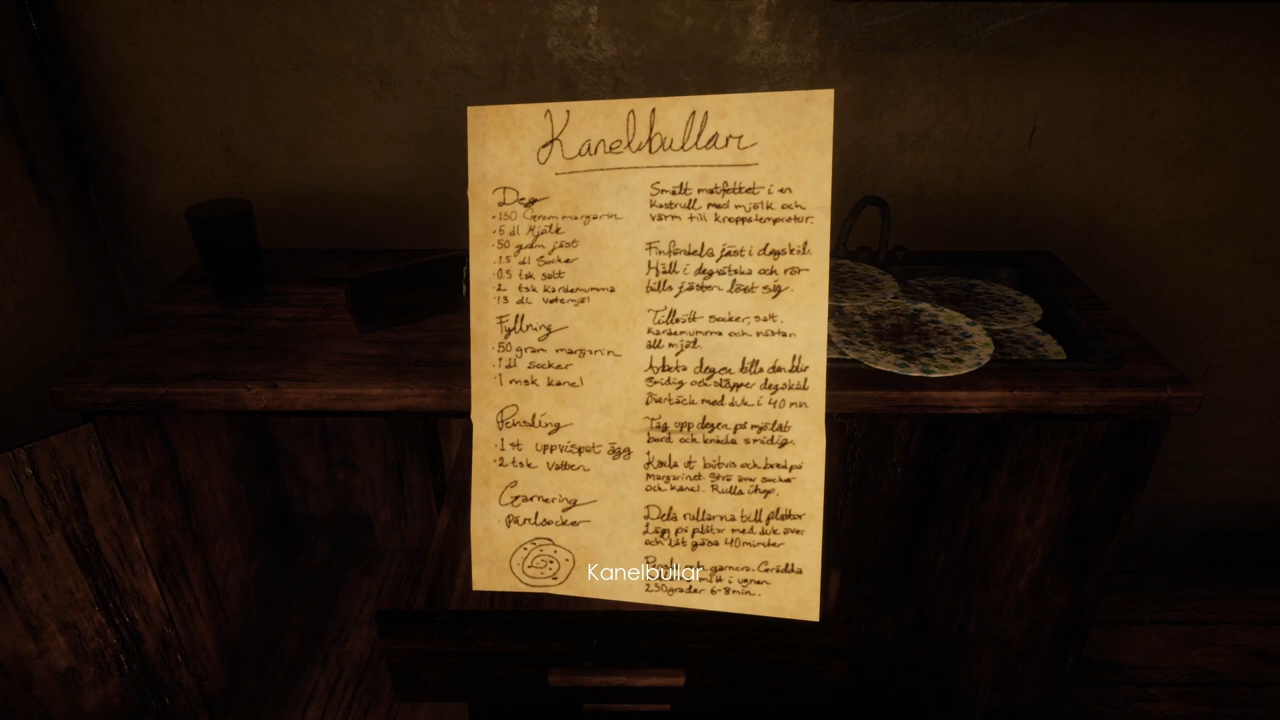 Kanelbullar
Deg
·150 Gram margarin
·5 dl Mjölk
·50 gram jäst
·1.5 dl Socker
·0.5 tsk salt
·2 tsk Kardemumma
·13 dl Vetemjöl
Fyllning
·50 gram margarin
·1 dl socker
·1 msk kanel
Pensling
·1 st uppvispat ägg
·2 tsk Vatten
Garnering
·Pärlsocker
Smält matfettet i en
Kastrull med mjölk och
värm till kroppstempratur.
Finfördela jäst i degskål.
Häll i degvätska och rör
tills jästen löst sig.
Tillsätt socker, salt.
Kardemumma och nästan
all mjöl.
Arbeta degen tills den blir
Smidig och släpper degskål
Övertäck med duk i 40 min
Tag upp degen på mjölat
bord och knåda smidig.
Kavla ut bitvis och bred på
Margarinet. Strö över socker
och kanel. Rulla ihop.
Dela rullarna till plattor
Lägg på plåtar med duk över
och låt jäsa 40 minuter
och garnera. Grädda
mitt i ugnen
250 grader 6-8 min.
Kanelbullar